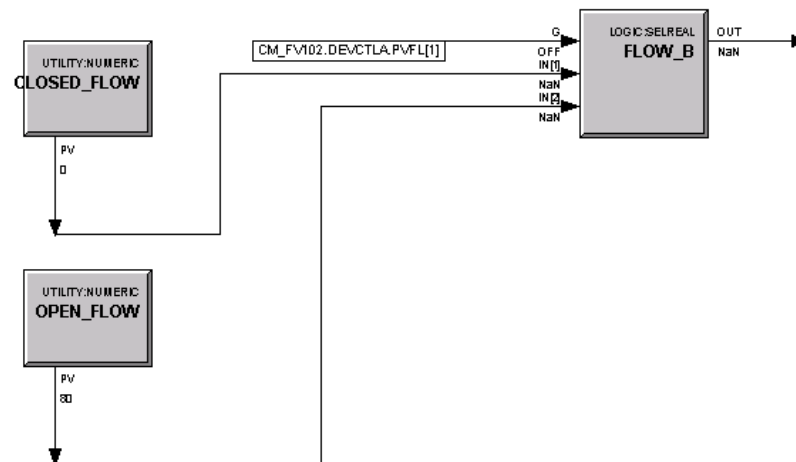 UTILITY:NUMERIC
CLOSED_FLOW
PV
0
CM_FV102.DEVCTLA.PVFL[1]
G
OFF
IN[1]
NaN
IN[2]
NaN
LOGIC:SELREAL
FLOW_B
OUT
NaN
UTILITY:NUMERIC
OPEN_FLOW
PV
80